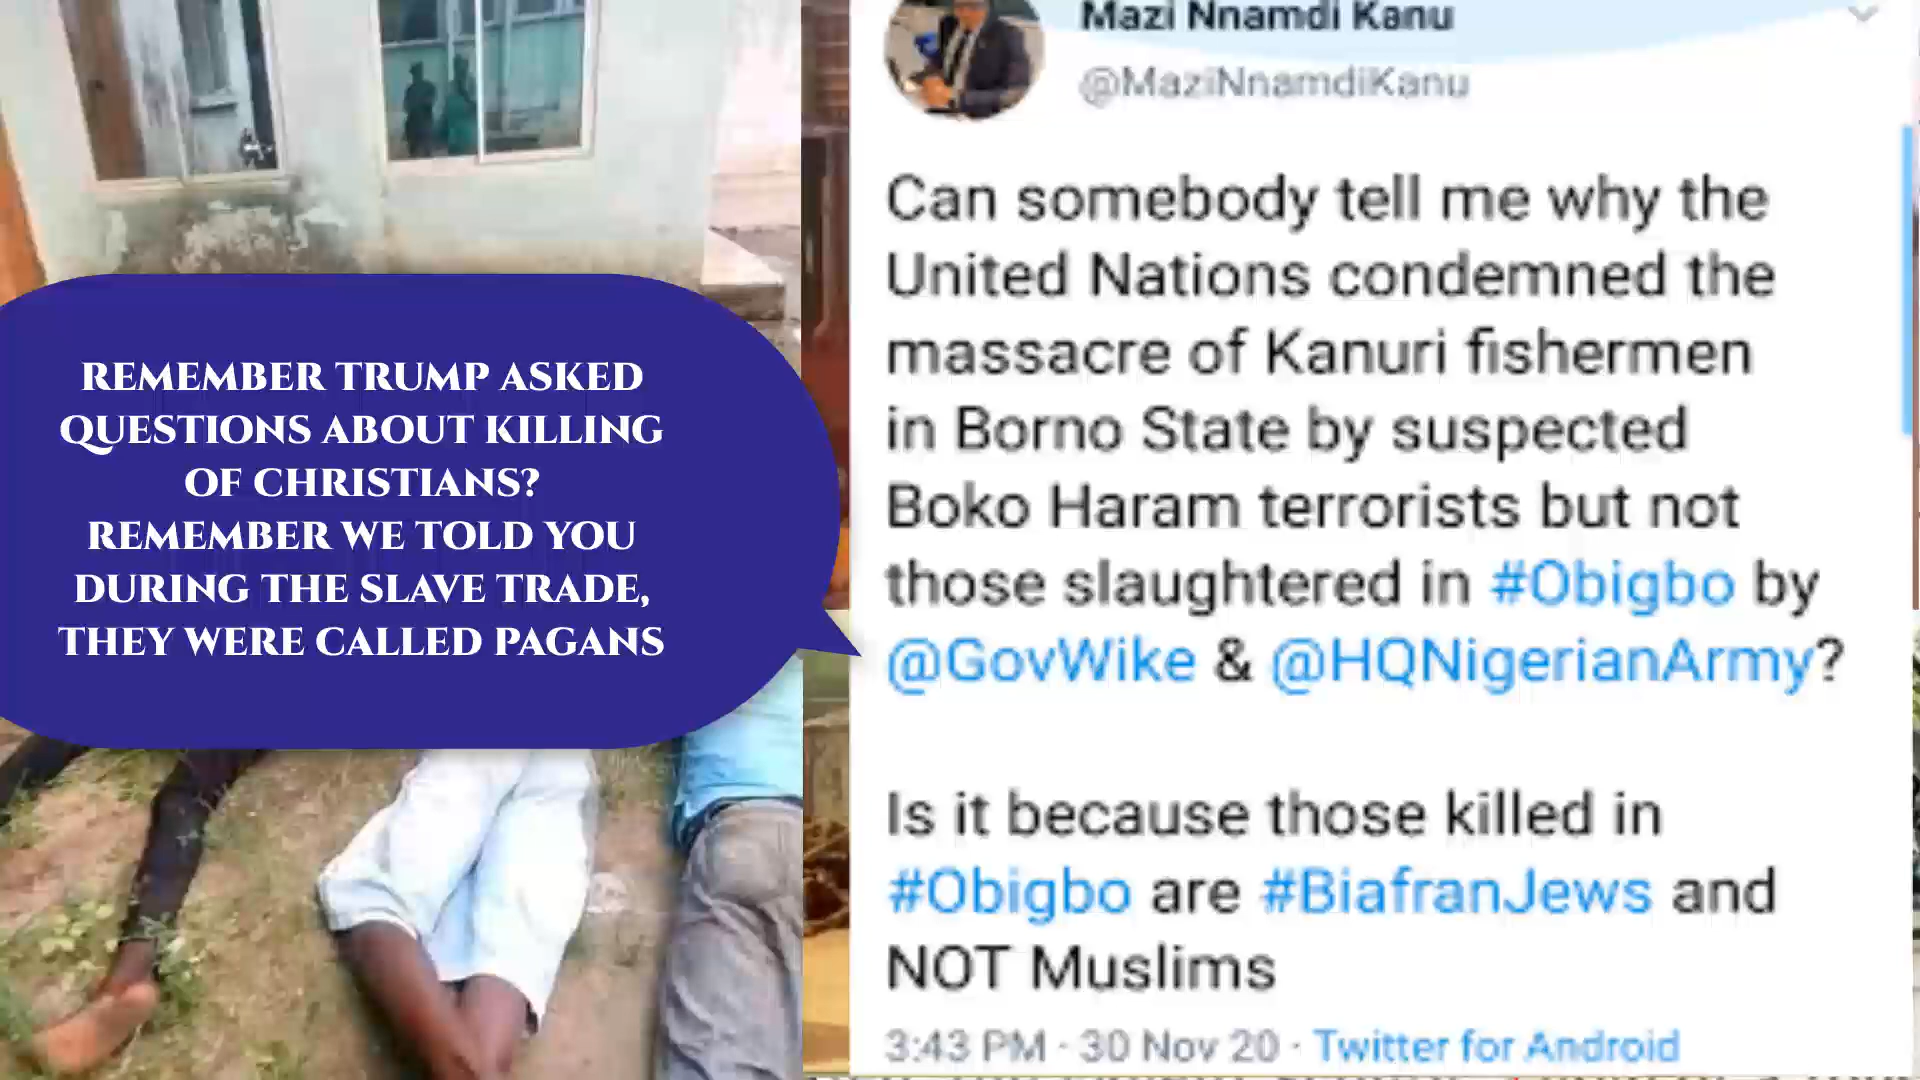 REMEMBER TRUMP ASKED
QUESTIONS ABOUT KILLING
OF CHRISTIANS?
REMEMBER WE TOLD YOU
DURING THE SLAVE TRADE,
THEY WERE CALLED PAGANS
Mazi Nnamdi Kanu
@MaziNnamdiKanu
Can somebody tell me why the
United Nations condemned the
massacre of Kanuri fishermen
in Borno State by suspected
Boko Haram terrorists but not
those slaughtered in #Obigbo by
@GovWike & @HQNigerianArmy?
Is it because those killed in
#Obigbo are #BiafranJews and
NOT Muslims
3:43 PM · 30 Nov 20 · Twitter for Android